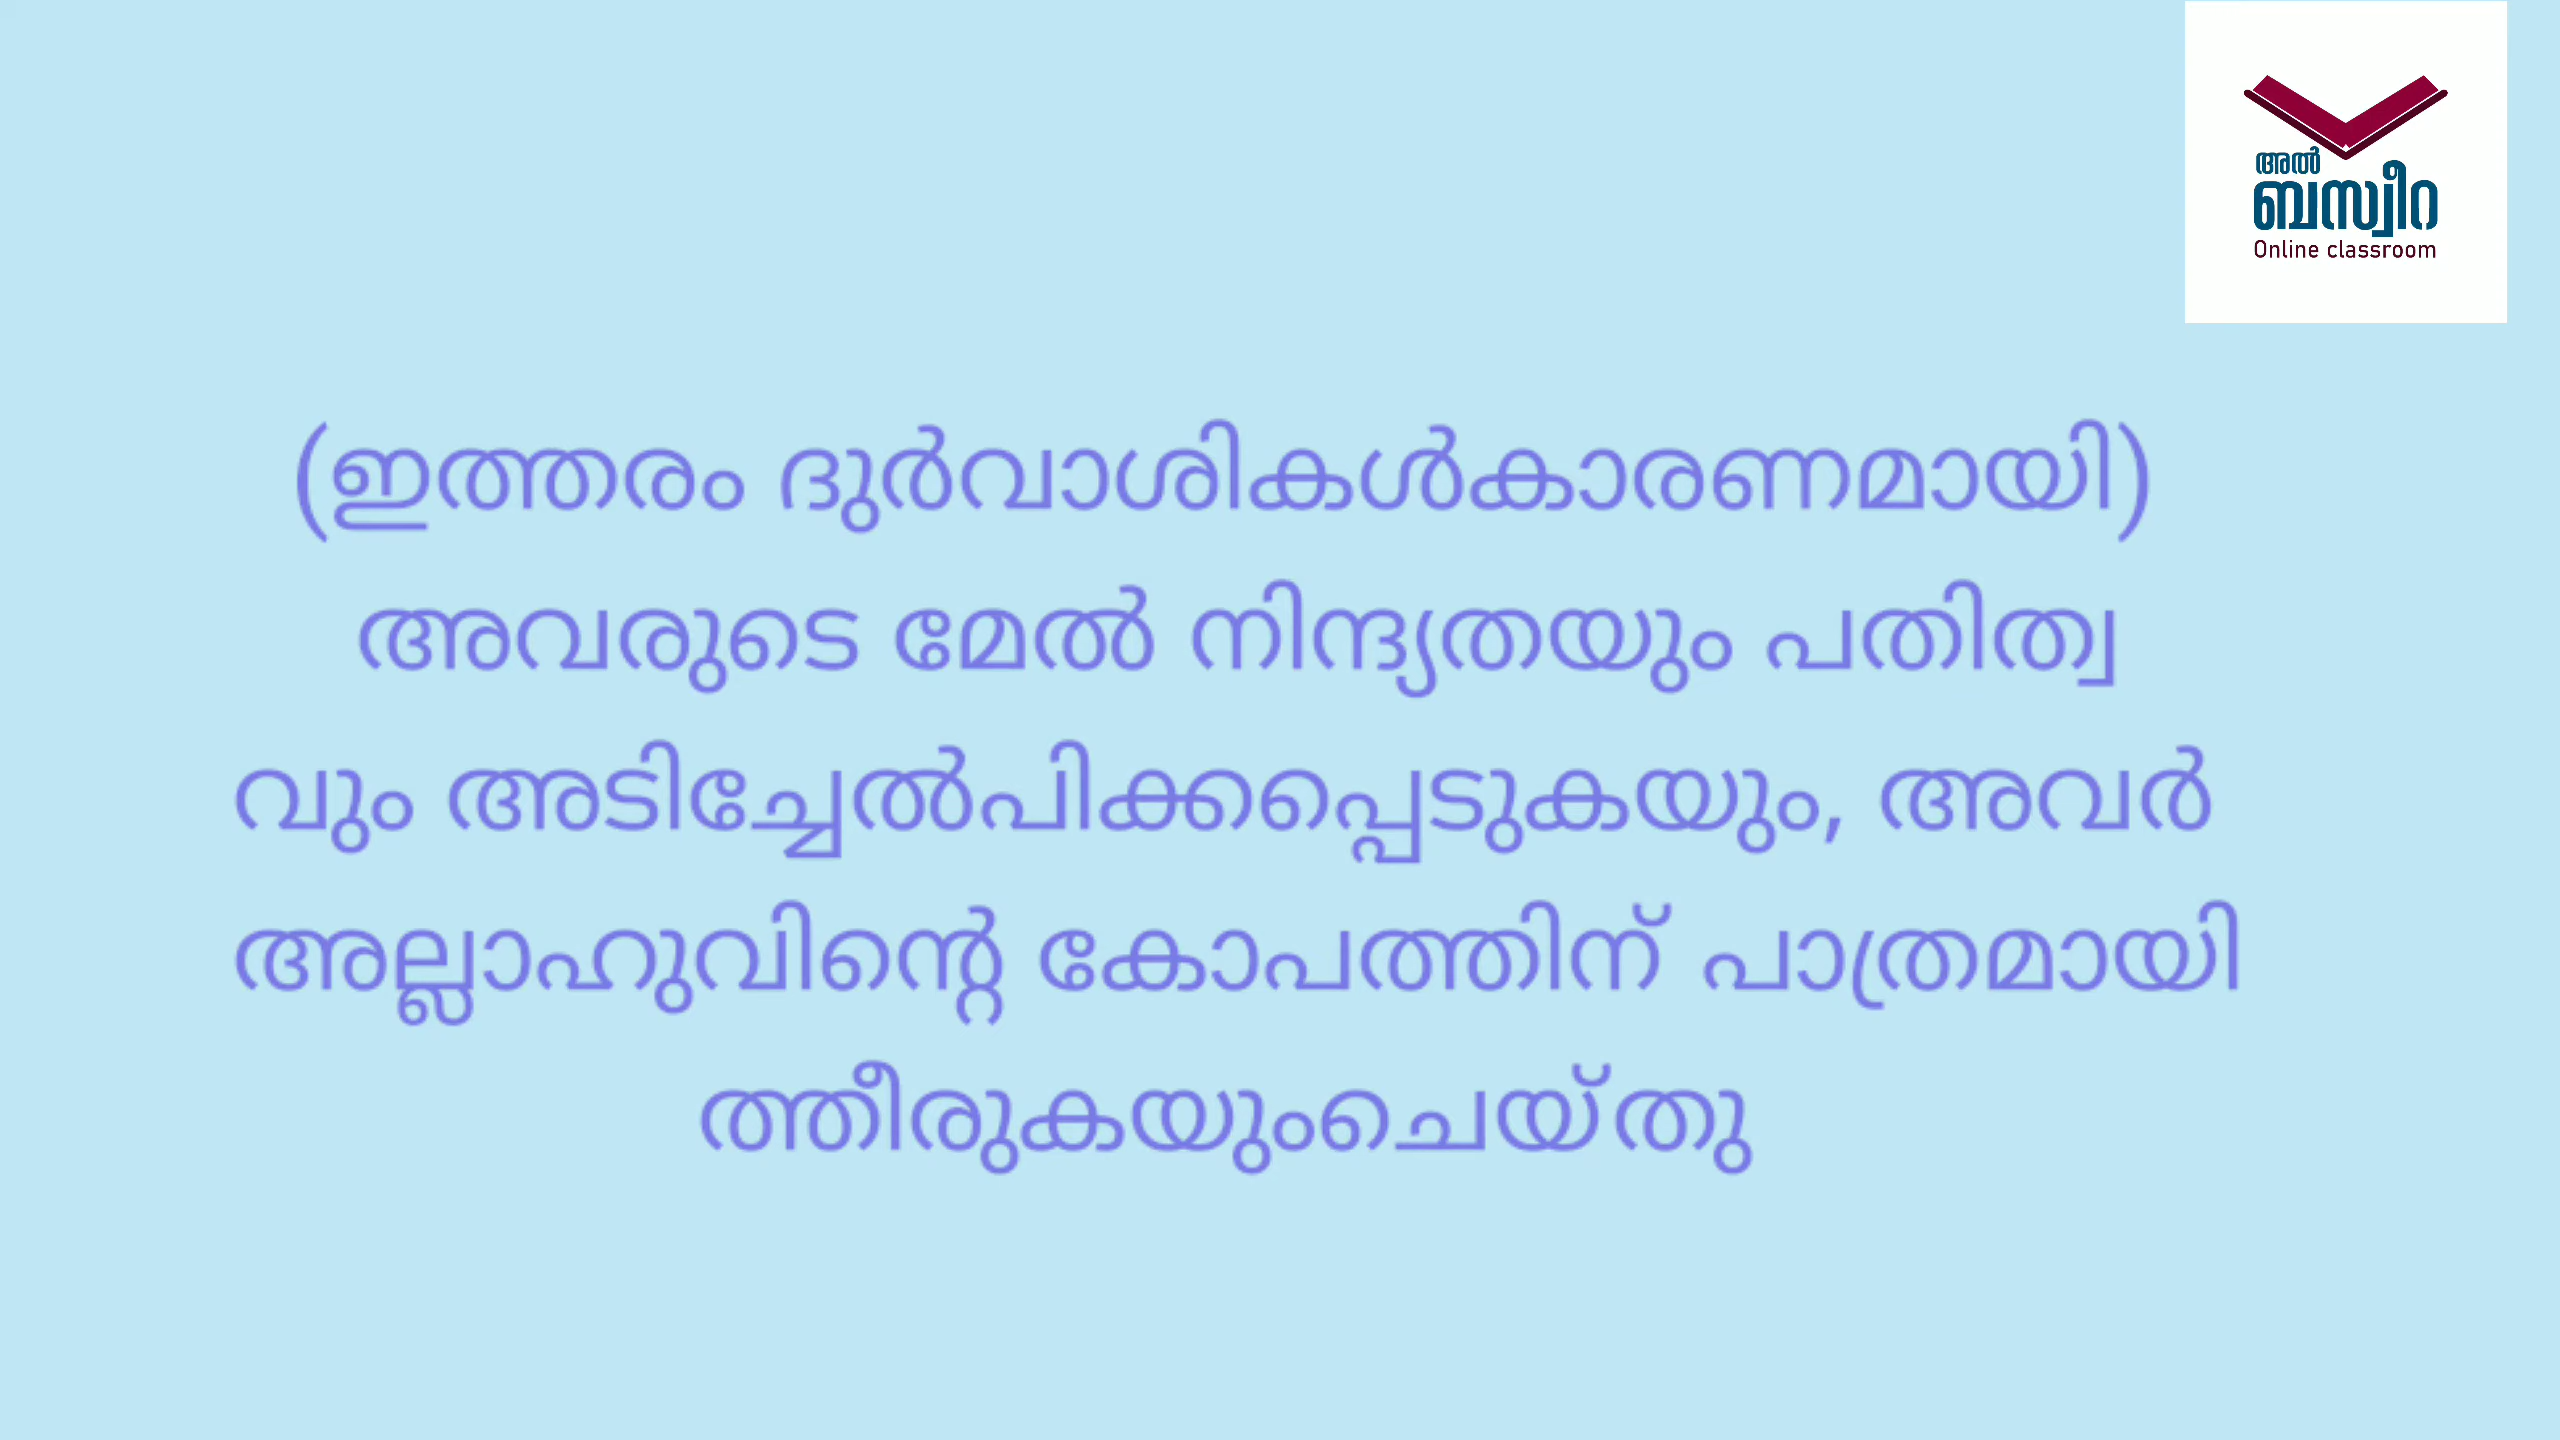 അൽ
ബസ്വീറ
Online classroom
(ഇത്തരം ദുർവാശികൾകാരണമായി)
അവരുടെ മേൽ നിന്ദ്യതയും പതിത്വ
വും അടിച്ചേൽപിക്കപ്പെടുകയും, അവർ
അല്ലാഹുവിന്റെ കോപത്തിന് പാത്രമായി
ത്തീരുകയുംചെയ്തു